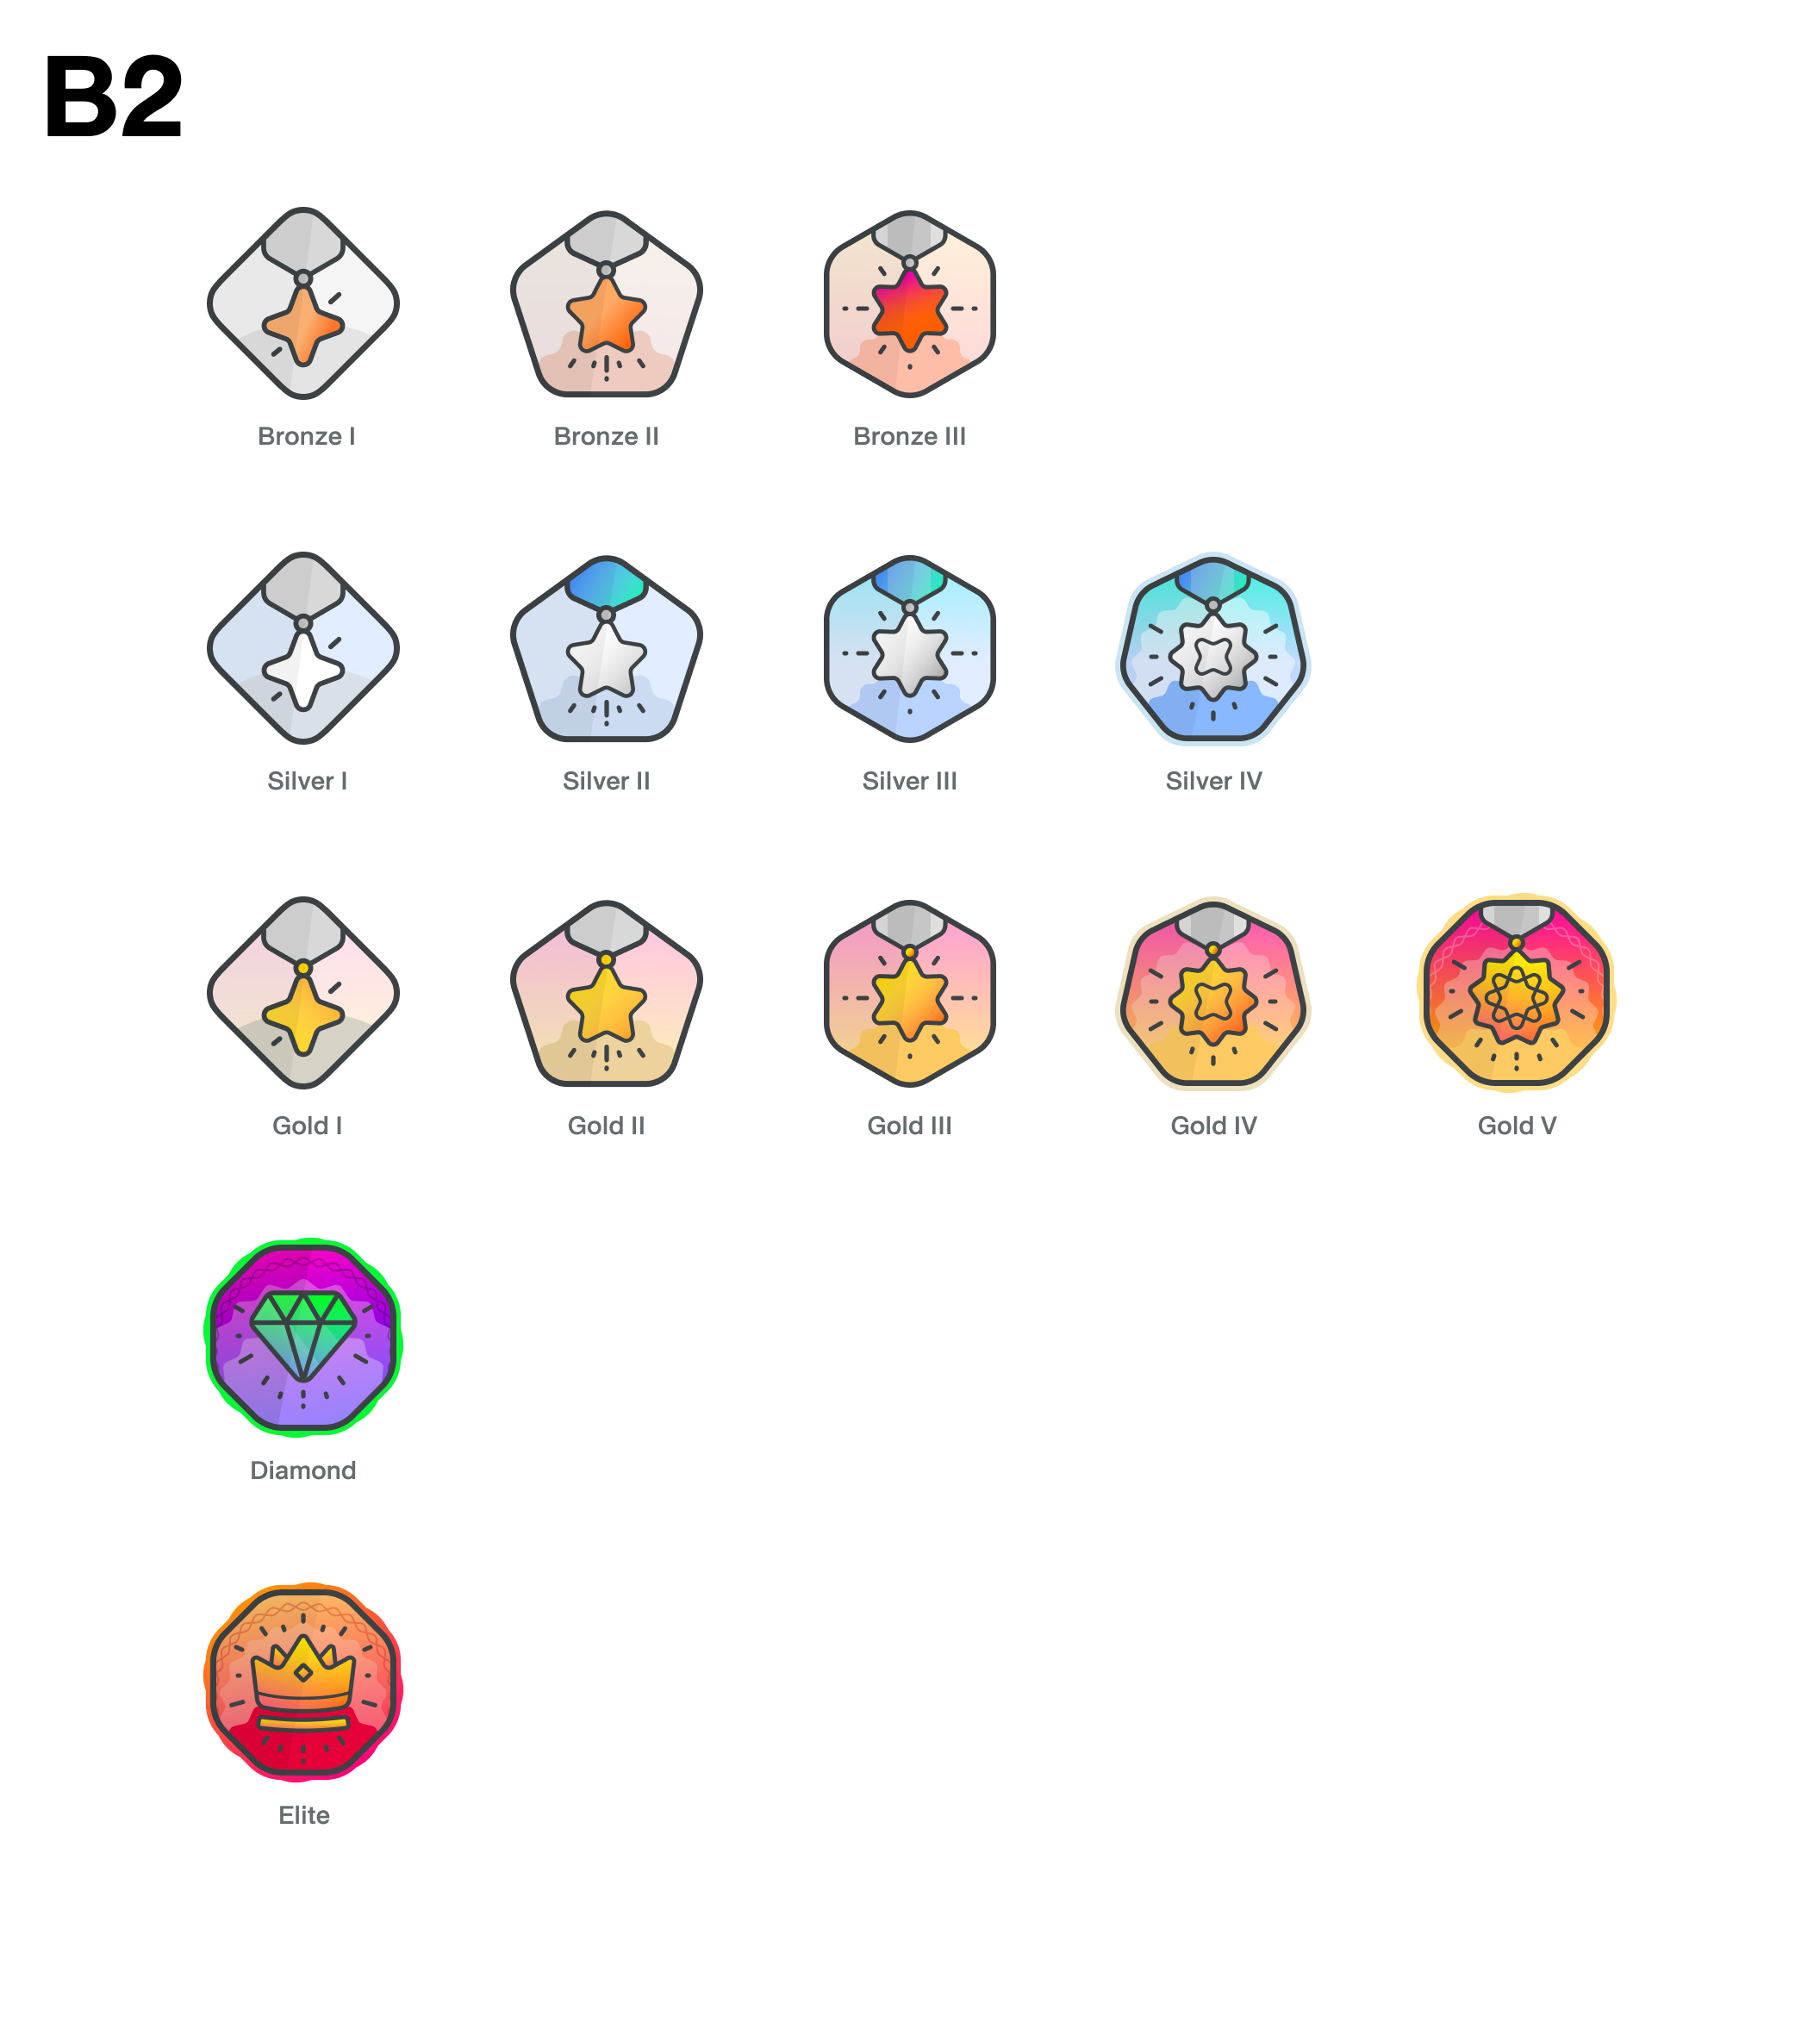 B2
Bronze I
Bronze II
Bronze III
Silver I
Silver II
Silver III
Silver IV
Gold I
Gold II
Gold III
Gold IV
Gold V
Diamond
Elite